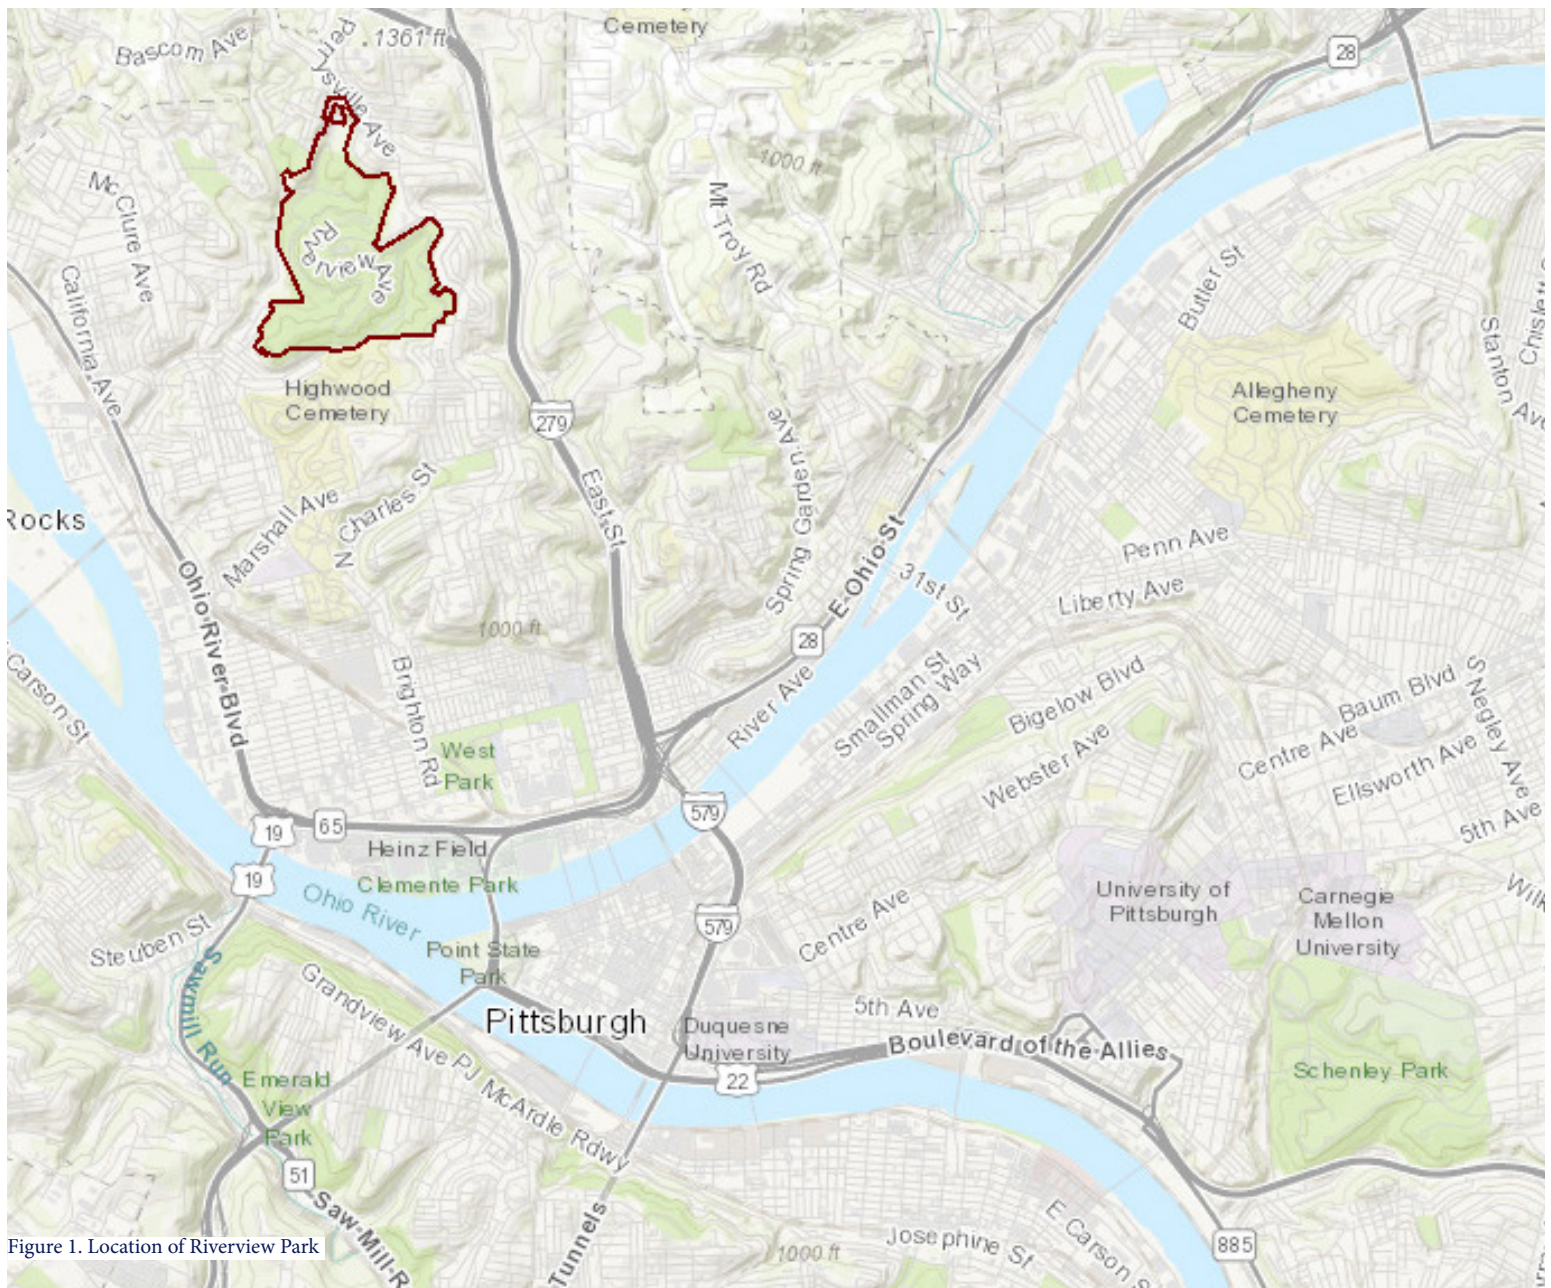 Cemetery
28
Bascom Ave
1361 ft
Perrysville Ave
1000 ft
McClure Ave
Mt Troy Rd
Riverview Ave
Butler St
California Ave
Stanton Ave
Highwood
Cemetery
Allegheny
Cemetery
279
East St
Spring Garden Ave
Rocks
Marshall Ave
N Charles St
E Ohio St
Penn Ave
31st St
Liberty Ave
Ohio River Blvd
1000 ft
28
Carson St
Brighton Rd
River Ave
Smallman St
Spring Way
Bigelow Blvd
Baum Blvd
S Negley Ave
Centre Ave
West
Park
Webster Ave
Ellsworth Ave
5th Ave
579
19
65
Heinz Field
19
Clemente Park
Ohio River
University of
Pittsburgh
Carnegie
Mellon
University
579
Centre Ave
Steuben St
Sawmill Run
Point State
Park
Grandview Ave
Pittsburgh
5th Ave
Duquesne
University
Boulevard of the Allies
22
Schenley Park
Emerald
View
Park
PJ McArdle Rdwy
51
Saw Mill R
Tunnels
E Carson S
Josephine St
885
1000 ft
Figure 1. Location of Riverview Park